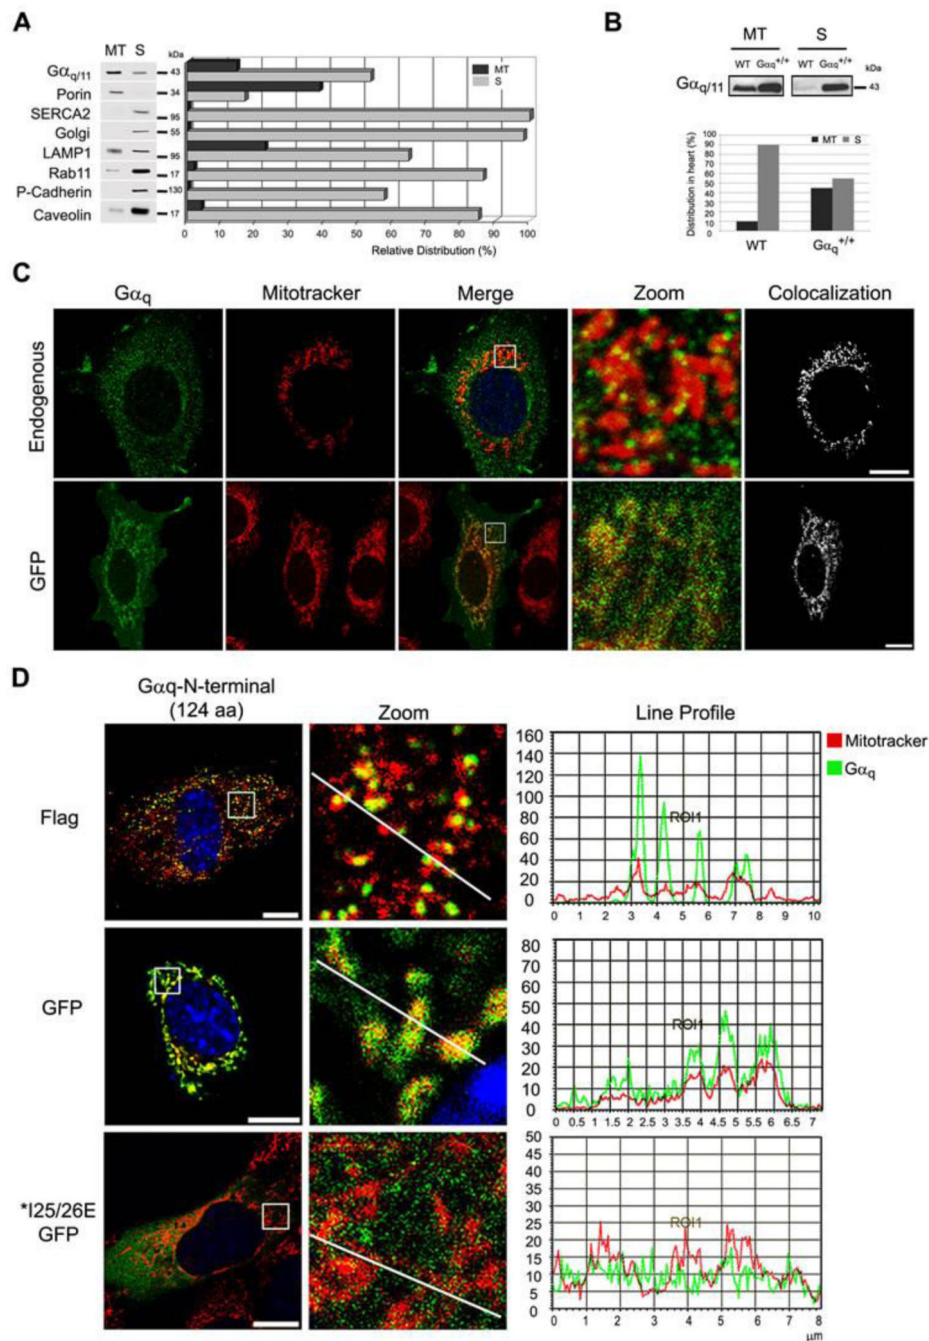 A
MT S
kDa
Gαq/11
43
Porin
34
SERCA2
95
Golgi
55
LAMP1
95
Rab11
17
P-Cadherin
130
Caveolin
17
MT
S
0 10 20 30 40 50 60 70 80 90 100
Relative Distribution (%)
B
MT S
WT Gαq+/+ WT Gαq+/+ kDa
Gαq/11 43
Distribution in heart (%)
100
90
80
70
60
50
40
30
20
10
0
MT S
WT Gαq+/+
C
Gαq Mitotracker Merge Zoom Colocalization
Endogenous
GFP
D
Gαq-N-terminal
(124 aa)
Zoom Line Profile
Flag
160
140
120
100
80
60
40
20
0
ROI1
0 1 2 3 4 5 6 7 8 9 10
Mitotracker
Gαq
GFP
80
70
60
50
40
30
20
10
0
ROI1
0 0.5 1 1.5 2 2.5 3 3.5 4 4.5 5 5.5 6 6.5 7
*I25/26E
GFP
50
45
40
35
30
25
20
15
10
5
0
ROI1
0 1 2 3 4 5 6 7 8
μm